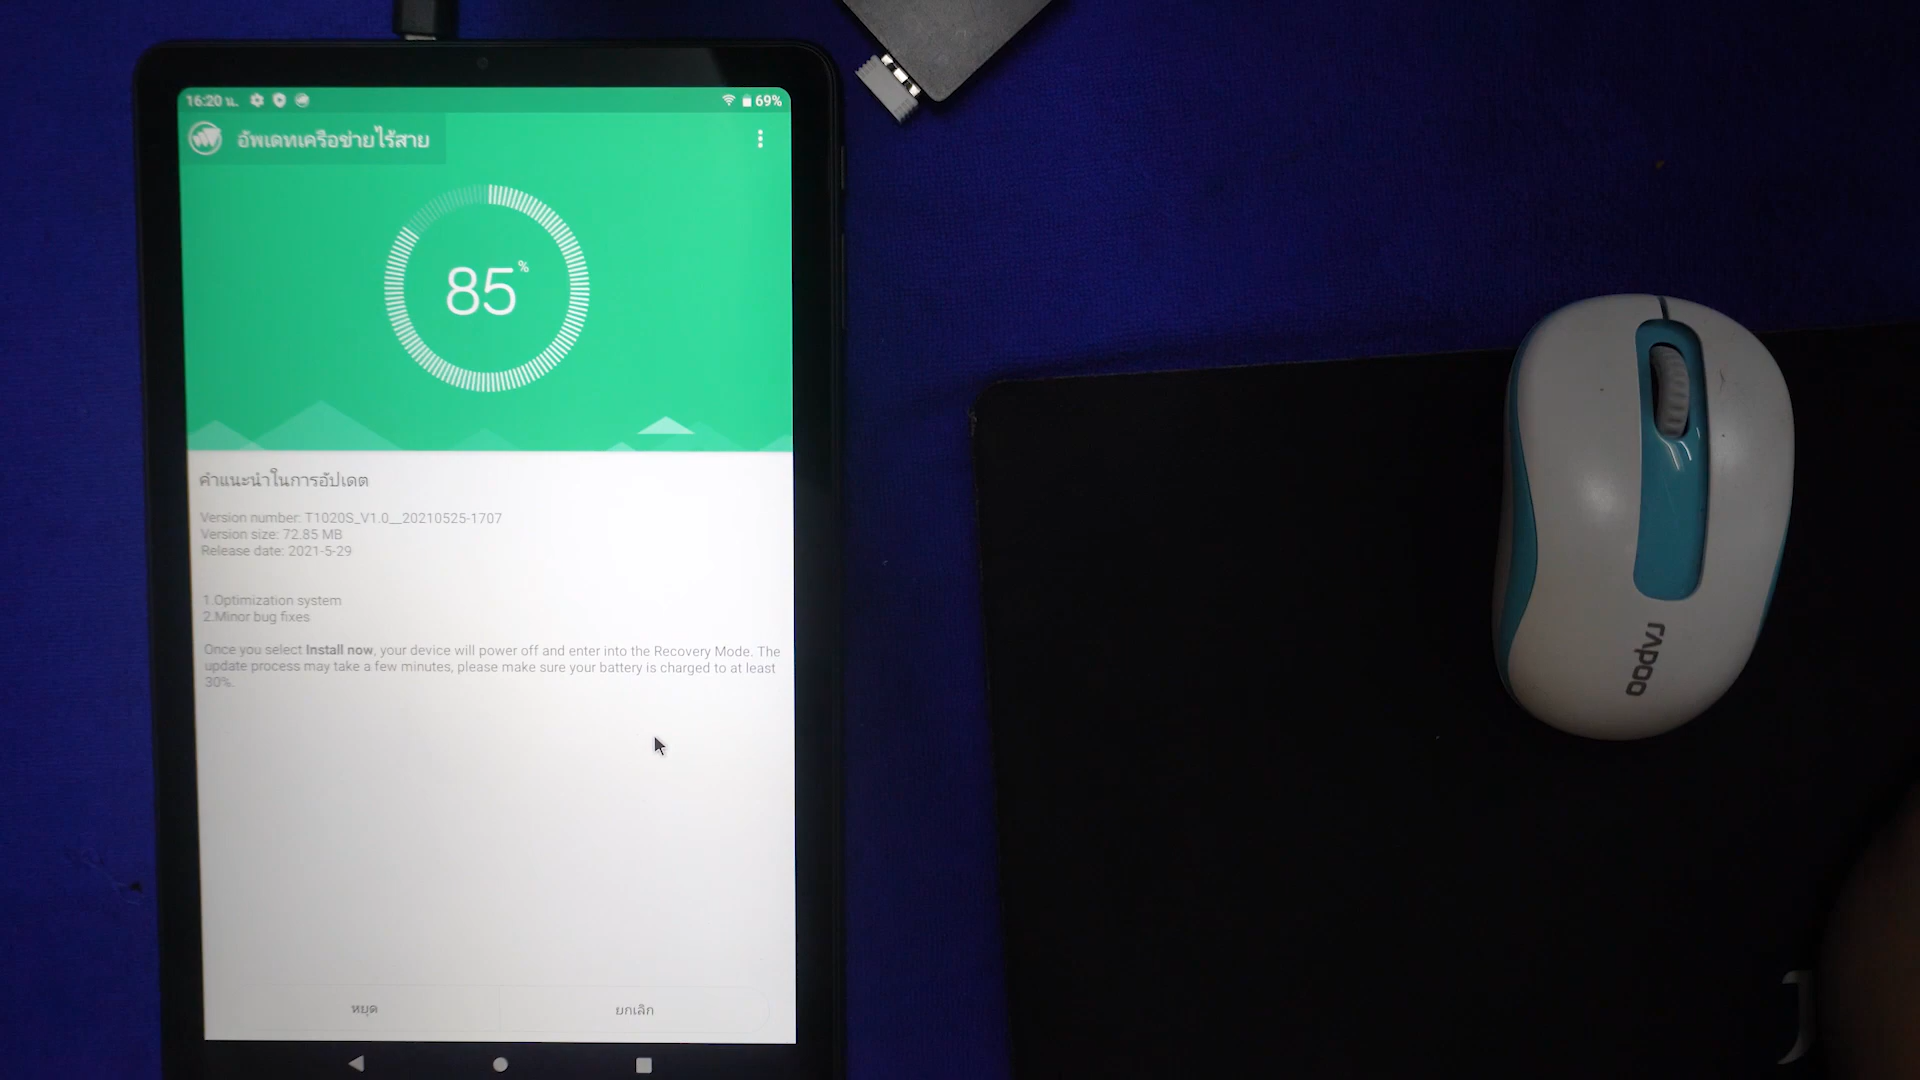 16:20 น.
69%
อัพเดทเครือข่ายไร้สาย
85%
คำแนะนำในการอัปเดต
Version number: T1020S_V1.0__20210525-1707
Version size: 72.85 MB
Release date: 2021-5-29
1.Optimization system
2.Minor bug fixes
Once you select Install now, your device will power off and enter into the Recovery Mode. The
update process may take a few minutes, please make sure your battery is charged to at least
30%.
หยุด
ยกเลิก
rapoo